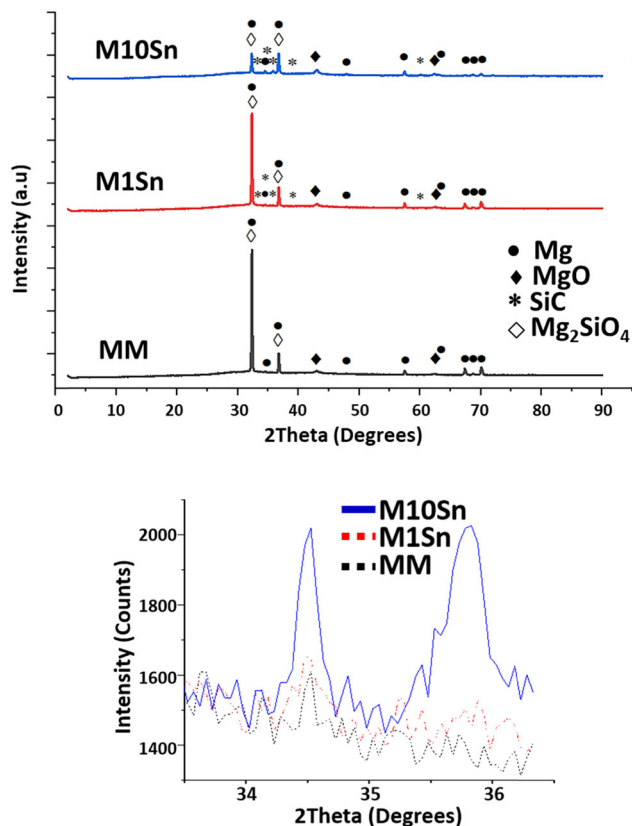 M10Sn
M1Sn
MM
Intensity (a.u)
Mg
MgO
SiC
Mg₂SiO₄
0 10 20 30 40 50 60 70 80 90
2Theta (Degrees)
M10Sn
M1Sn
MM
2000
1800
1600
1400
Intensity (Counts)
34 35 36
2Theta (Degrees)